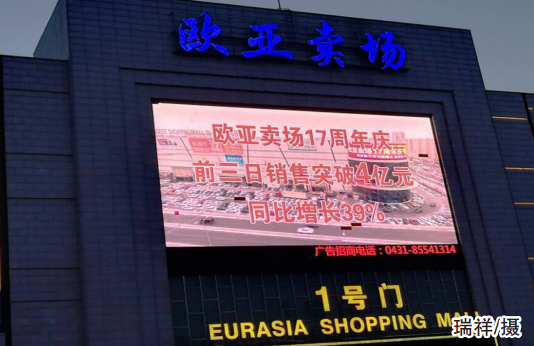 欧亚卖场
欧亚卖场17周年庆
前三日销售突破4亿元
同比增长39%
广告招商电话：0431-85541314
1号门
EURASIA SHOPPING MALL
瑞祥/摄